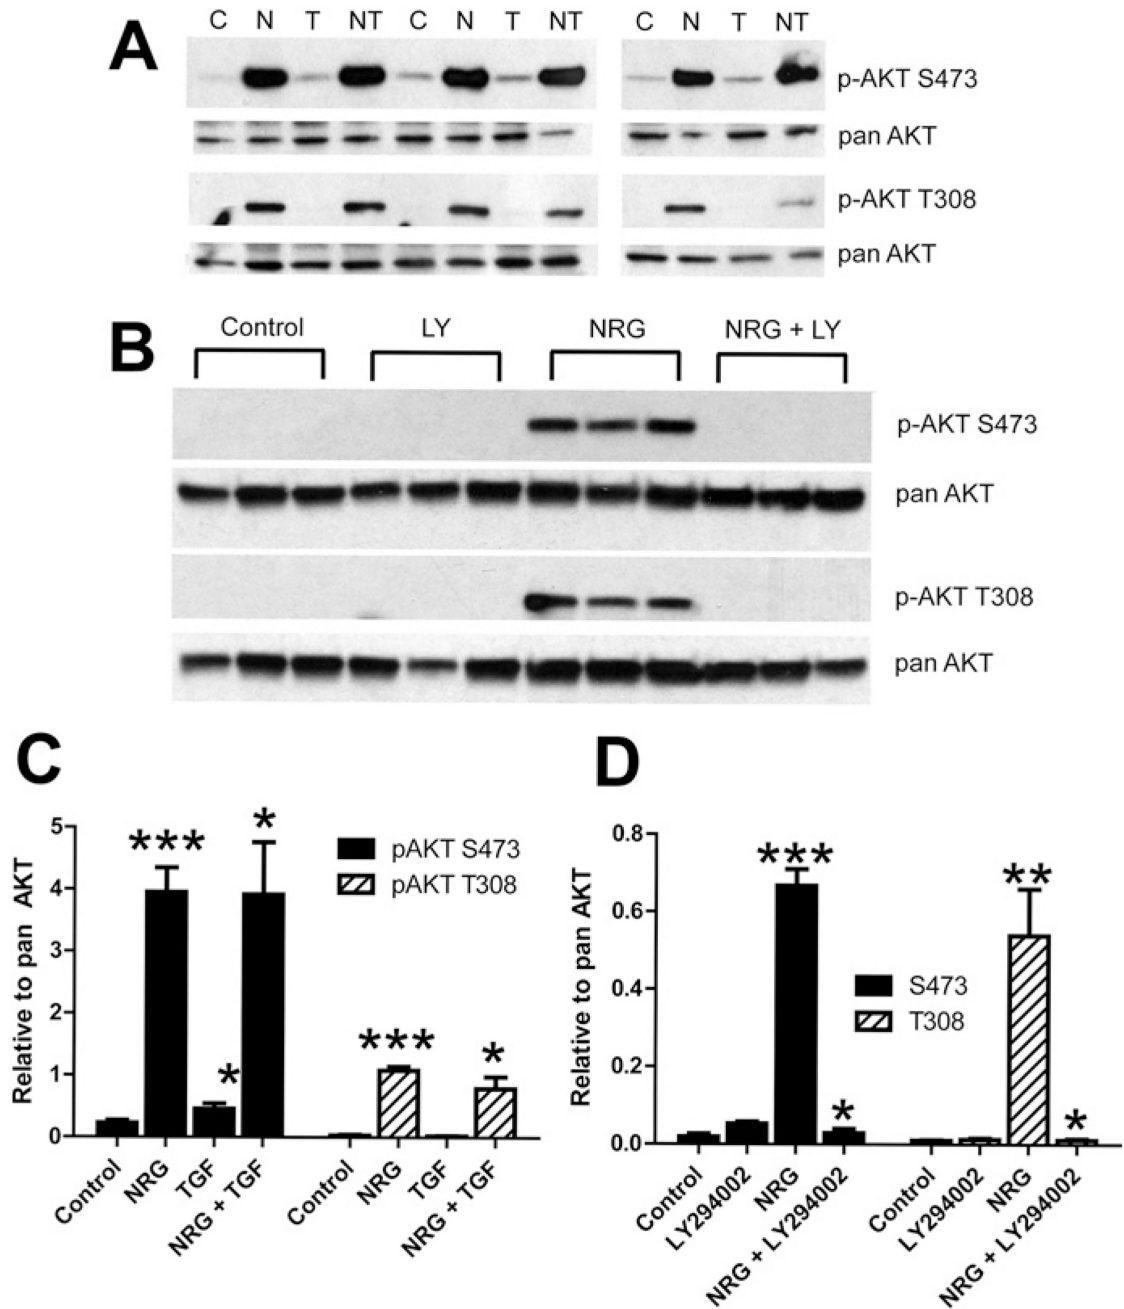 A
C N T NT C N T NT C N T NT
p-AKT S473
pan AKT
p-AKT T308
pan AKT
B
Control LY NRG NRG + LY
p-AKT S473
pan AKT
p-AKT T308
pan AKT
C
Relative to pan AKT
5
4
3
2
1
0
***
*
*
***
*
pAKT S473
pAKT T308
Control
NRG
TGF
NRG + TGF
Control
NRG
TGF
NRG + TGF
D
Relative to pan AKT
0.8
0.6
0.4
0.2
0.0
***
*
**
*
S473
T308
Control
LY294002
NRG
NRG + LY294002
Control
LY294002
NRG
NRG + LY294002